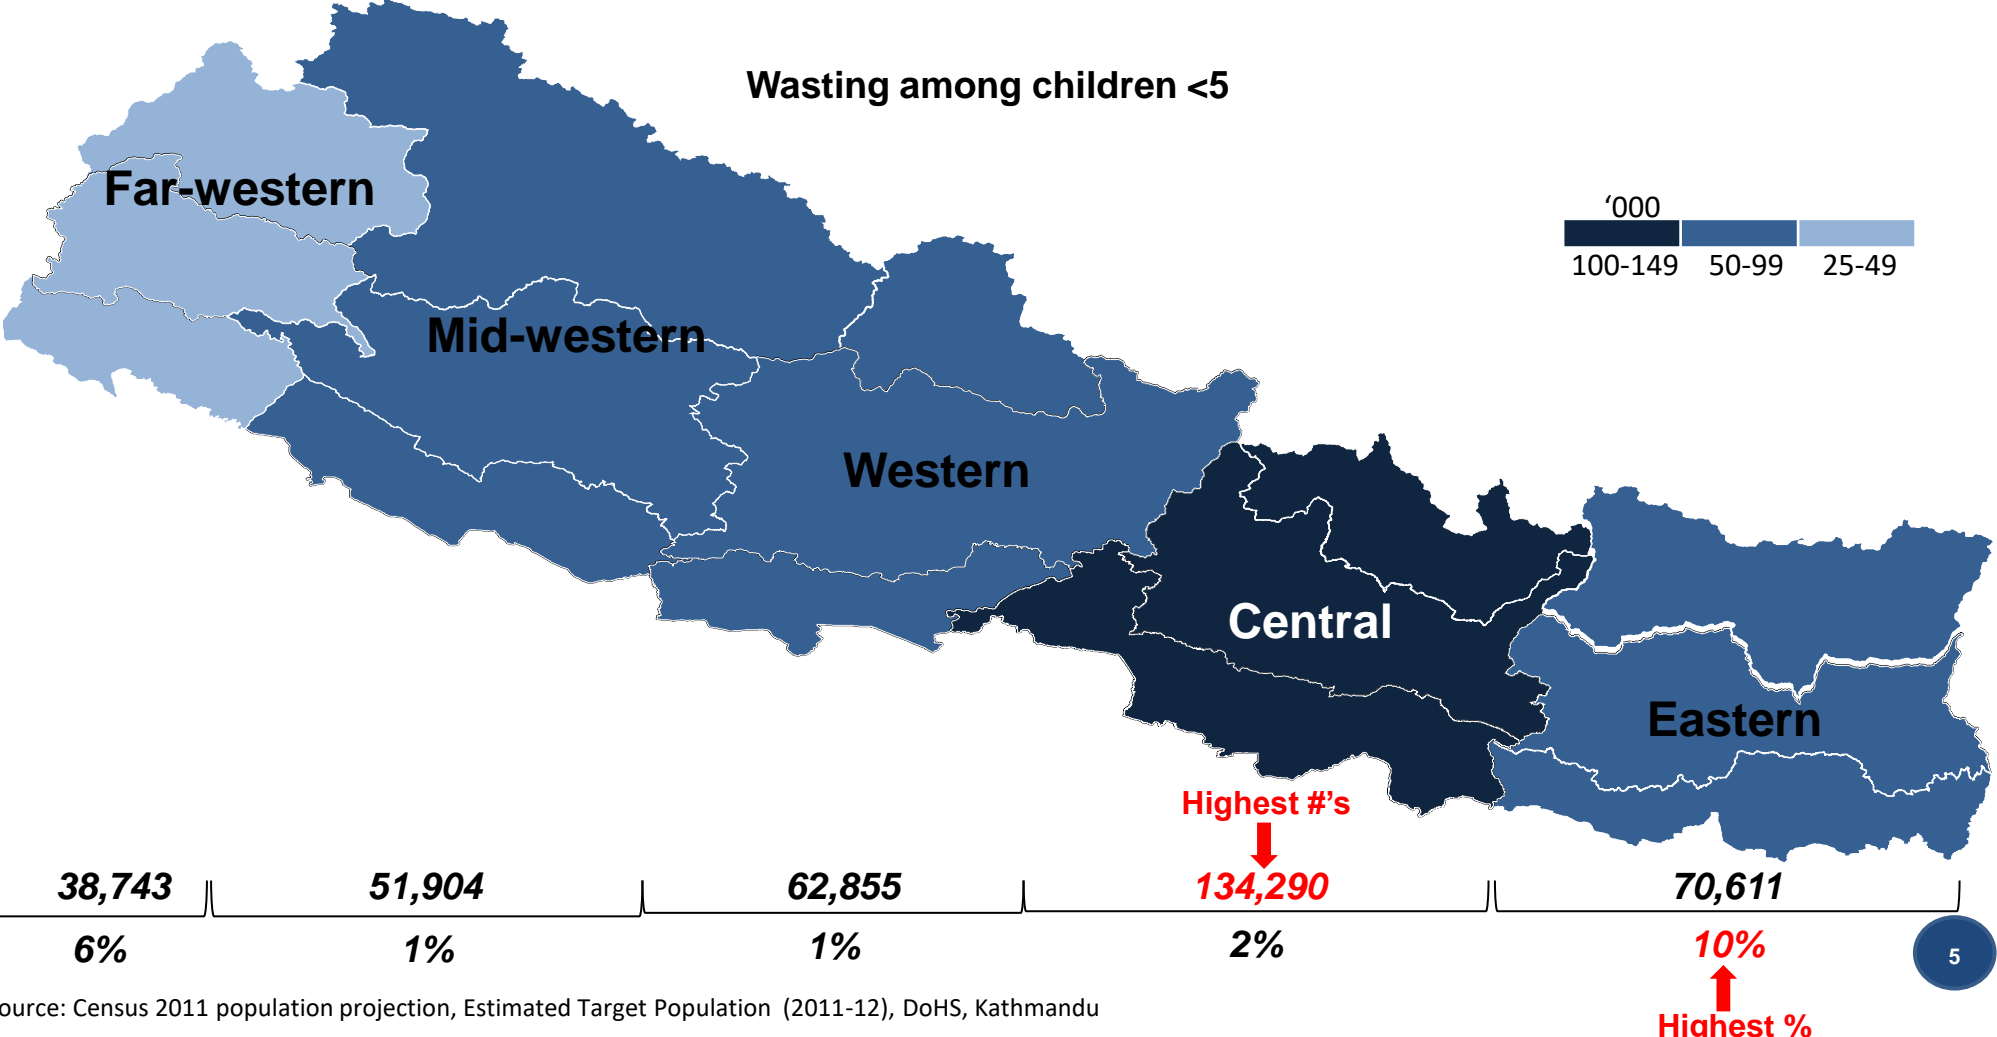 Wasting among children <5
Far-western
‘000
100-149 50-99 25-49
Mid-western
Western
Central
Eastern
Highest #’s
38,743 51,904 62,855 134,290 70,611
6% 1% 1% 2% 10%
5
ource: Census 2011 population projection, Estimated Target Population (2011-12), DoHS, Kathmandu
Highest %